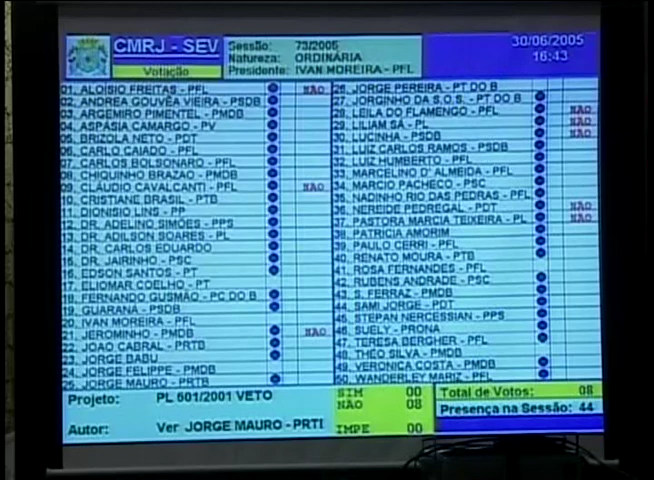 CMRJ - SEV
Votação
Sessão: 73/2005
Natureza: ORDINÁRIA
Presidente: IVAN MOREIRA - PFL
30/06/2005
16:43
01. ALOÍSIO FREITAS - PFL NÃO
02. ANDREA GOUVÊA VIEIRA - PSDB
03. ARGEMIRO PIMENTEL - PMDB
04. ASPÁSIA CAMARGO - PV
05. BRIZOLA NETO - PDT
06. CARLO CAIADO - PFL
07. CARLOS BOLSONARO - PFL
08. CHIQUINHO BRAZAO - PMDB
09. CLÁUDIO CAVALCANTI - PFL NÃO
10. CRISTIANE BRASIL - PTB
11. DIONISIO LINS - PP
12. DR. ADELINO SIMÕES - PPS
13. DR. ADILSON SOARES - PL
14. DR. CARLOS EDUARDO
15. DR. JAIRINHO - PSC
16. EDSON SANTOS - PT
17. ELIOMAR COELHO - PT
18. FERNANDO GUSMÃO - PC DO B
19. GUARANÁ - PSDB
20. IVAN MOREIRA - PFL
21. JEROMINHO - PMDB NÃO
22. JOAO CABRAL - PRTB
23. JORGE BABU
24. JORGE FELIPPE - PMDB
25. JORGE MAURO - PRTB
26. JORGE PEREIRA - PT DO B
27. JORGINHO DA S.O.S. - PT DO B
28. LEILA DO FLAMENGO - PFL NÃO
29. LILIAM SÁ - PL NÃO
30. LUCINHA - PSDB NÃO
31. LUIZ CARLOS RAMOS - PSDB
32. LUIZ HUMBERTO - PFL
33. MARCELINO D' ALMEIDA - PFL
34. MARCIO PACHECO - PSC
35. NADINHO RIO DAS PEDRAS - PFL
36. NEREIDE PEDREGAL - PDT NÃO
37. PASTORA MARCIA TEIXEIRA - PL NÃO
38. PATRICIA AMORIM
39. PAULO CERRI - PFL
40. RENATO MOURA - PTB
41. ROSA FERNANDES - PFL
42. RUBENS ANDRADE - PSC
43. S. FERRAZ - PMDB
44. SAMI JORGE - PDT
45. STEPAN NERCESSIAN - PPS
46. SUELY - PRONA
47. TERESA BERGHER - PFL
48. THÉO SILVA - PMDB
49. VERÔNICA COSTA - PMDB
50. WANDERLEY MARIZ - PFL
Projeto: PL 601/2001 VETO
Autor: Ver JORGE MAURO - PRTI
SIM 00
NÃO 08
IMPE 00
Total de Votos: 08
Presença na Sessão: 44